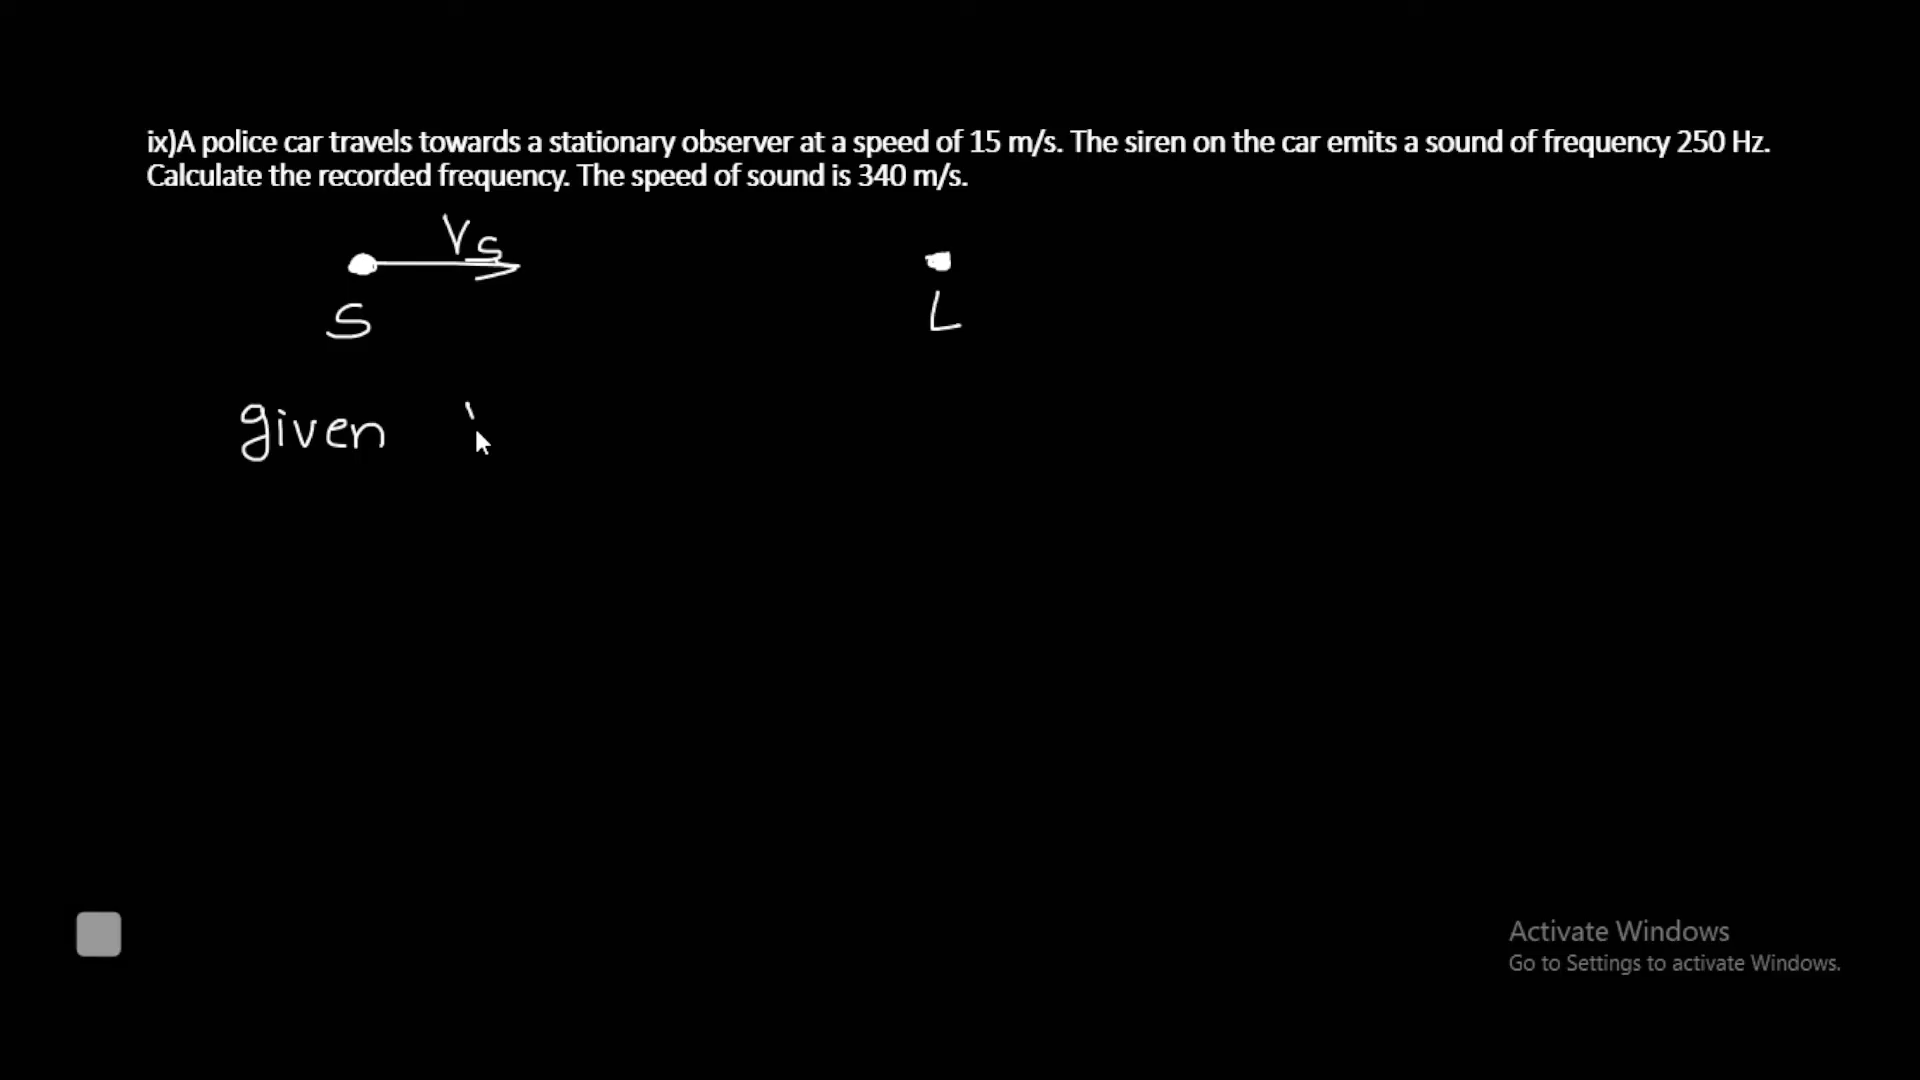 ix)A police car travels towards a stationary observer at a speed of 15 m/s. The siren on the car emits a sound of frequency 250 Hz.
Calculate the recorded frequency. The speed of sound is 340 m/s.
Vs
S
L
given
Activate Windows
Go to Settings to activate Windows.